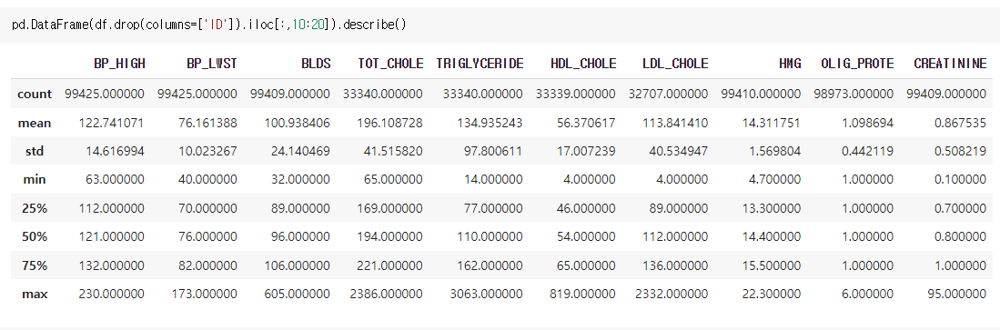 pd.DataFrame(df.drop(columns=['ID']).iloc[:,10:20]).describe()
BP_HIGH BP_LWST BLDS TOT_CHOLE TRIGLYCERIDE HDL_CHOLE LDL_CHOLE HMG OLIG_PROTE CREATININE
count 99425.000000 99425.000000 99409.000000 33340.000000 33340.000000 33339.000000 32707.000000 99410.000000 98973.000000 99409.000000
mean 122.741071 76.161388 100.938406 196.108728 134.935243 56.370617 113.841410 14.311751 1.098694 0.867535
std 14.616994 10.023267 24.140469 41.515820 97.800611 17.007239 40.534947 1.569804 0.442119 0.508219
min 63.000000 40.000000 32.000000 65.000000 14.000000 4.000000 4.000000 4.700000 1.000000 0.100000
25% 112.000000 70.000000 89.000000 169.000000 77.000000 46.000000 89.000000 13.300000 1.000000 0.700000
50% 121.000000 76.000000 96.000000 194.000000 110.000000 54.000000 112.000000 14.400000 1.000000 0.800000
75% 132.000000 82.000000 106.000000 221.000000 162.000000 65.000000 136.000000 15.500000 1.000000 1.000000
max 230.000000 173.000000 605.000000 2386.000000 3063.000000 819.000000 2332.000000 22.300000 6.000000 95.000000